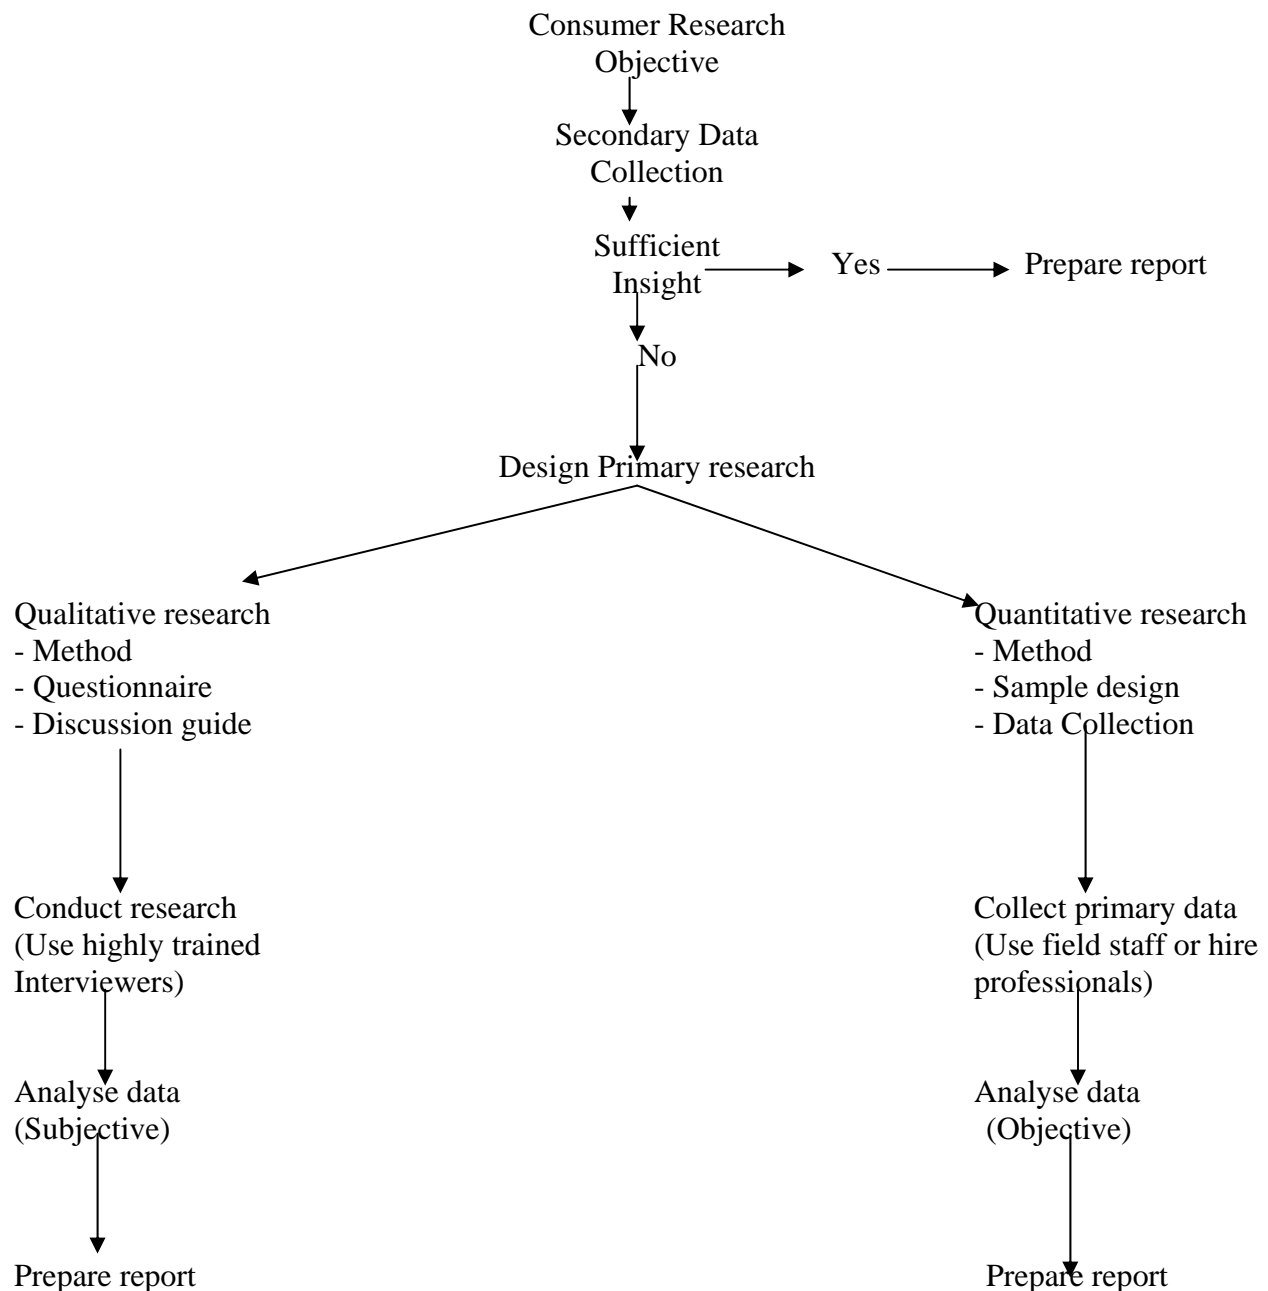 Consumer Research
Objective
Secondary Data
Collection
Sufficient
Insight
Yes
Prepare report
No
Design Primary research
Qualitative research
- Method
- Questionnaire
- Discussion guide
Quantitative research
- Method
- Sample design
- Data Collection
Conduct research
(Use highly trained
Interviewers)
Collect primary data
(Use field staff or hire
professionals)
Analyse data
(Subjective)
Analyse data
(Objective)
Prepare report
Prepare report